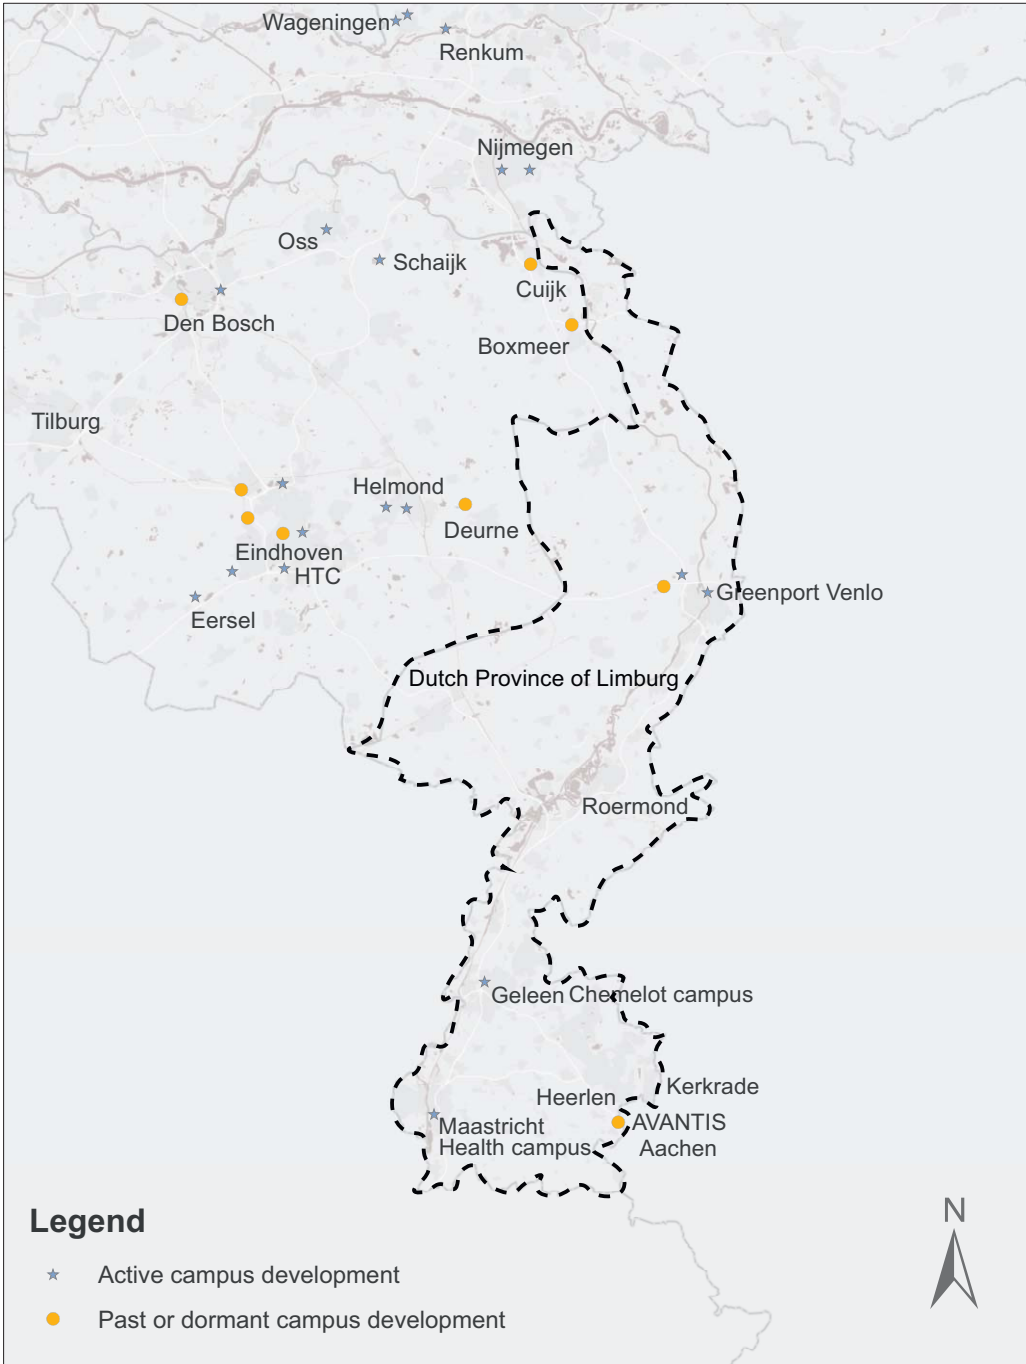 Wageningen
Renkum
Nijmegen
Oss
Schaijk
Cuijk
Den Bosch
Boxmeer
Tilburg
Helmond
Deurne
Eindhoven
HTC
Greenport Venlo
Eersel
Dutch Province of Limburg
Roermond
Geleen Chemelot campus
Kerkrade
Heerlen
AVANTIS
Maastricht
Aachen
Health campus
Legend
N
Active campus development
Past or dormant campus development